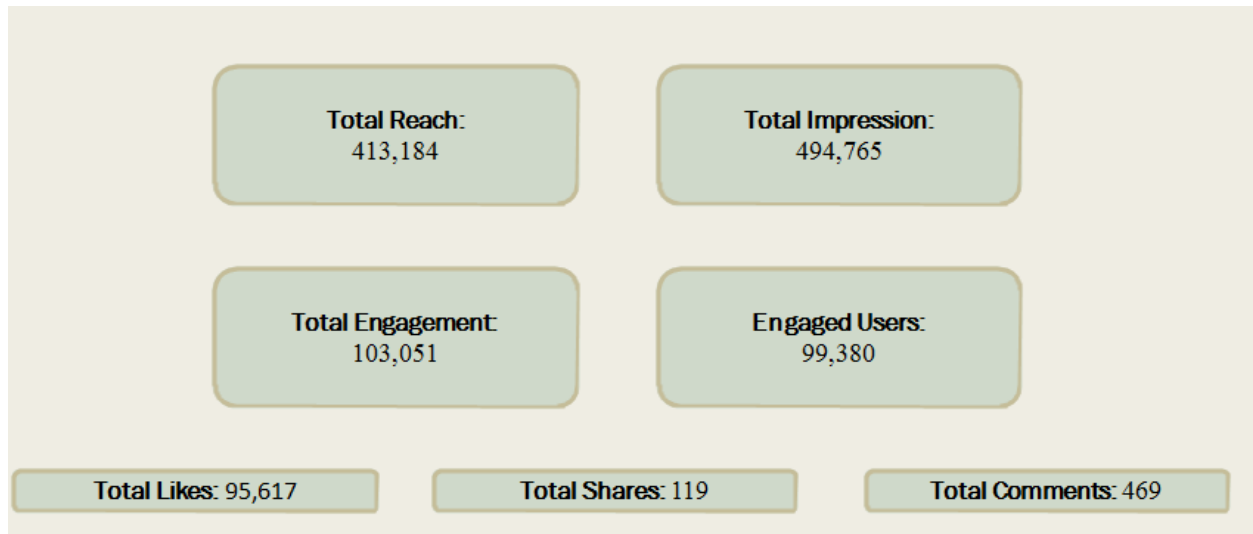 Total Reach:
413,184
Total Impression:
494,765
Total Engagement:
103,051
Engaged Users:
99,380
Total Likes: 95,617
Total Shares: 119
Total Comments: 469